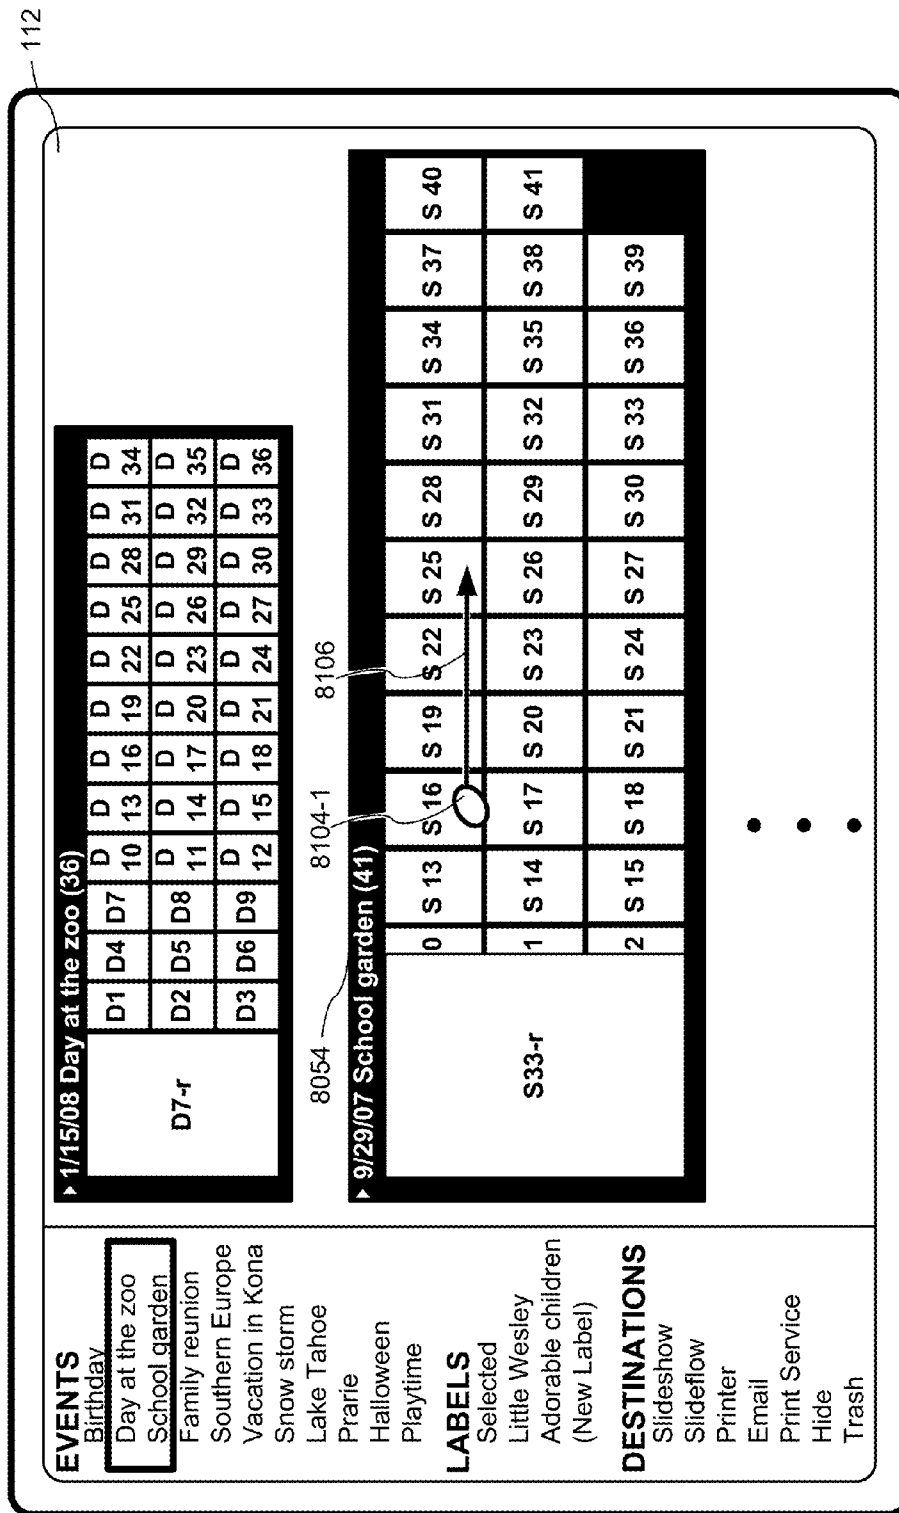 112
EVENTS
Birthday
Day at the zoo
School garden
Family reunion
Southern Europe
Vacation in Kona
Snow storm
Lake Tahoe
Prarie
Halloween
Playtime
LABELS
Selected
Little Wesley
Adorable children
(New Label)
DESTINATIONS
Slideshow
Slideflow
Printer
Email
Print Service
Hide
Trash
1/15/08 Day at the zoo (36)
D7-r
D1 D4 D7 D 10 D 13 D 16 D 19 D 22 D 25 D 28 D 31 D 34
D2 D5 D8 D 11 D 14 D 17 D 20 D 23 D 26 D 29 D 32 D 35
D3 D6 D9 D 12 D 15 D 18 D 21 D 24 D 27 D 30 D 33 D 36
8054
8104-1
8106
9/29/07 School garden (41)
S33-r
0 S 13 S 16 S 19 S 22 S 25 S 28 S 31 S 34 S 37 S 40
1 S 14 S 17 S 20 S 23 S 26 S 29 S 32 S 35 S 38 S 41
2 S 15 S 18 S 21 S 24 S 27 S 30 S 33 S 36 S 39